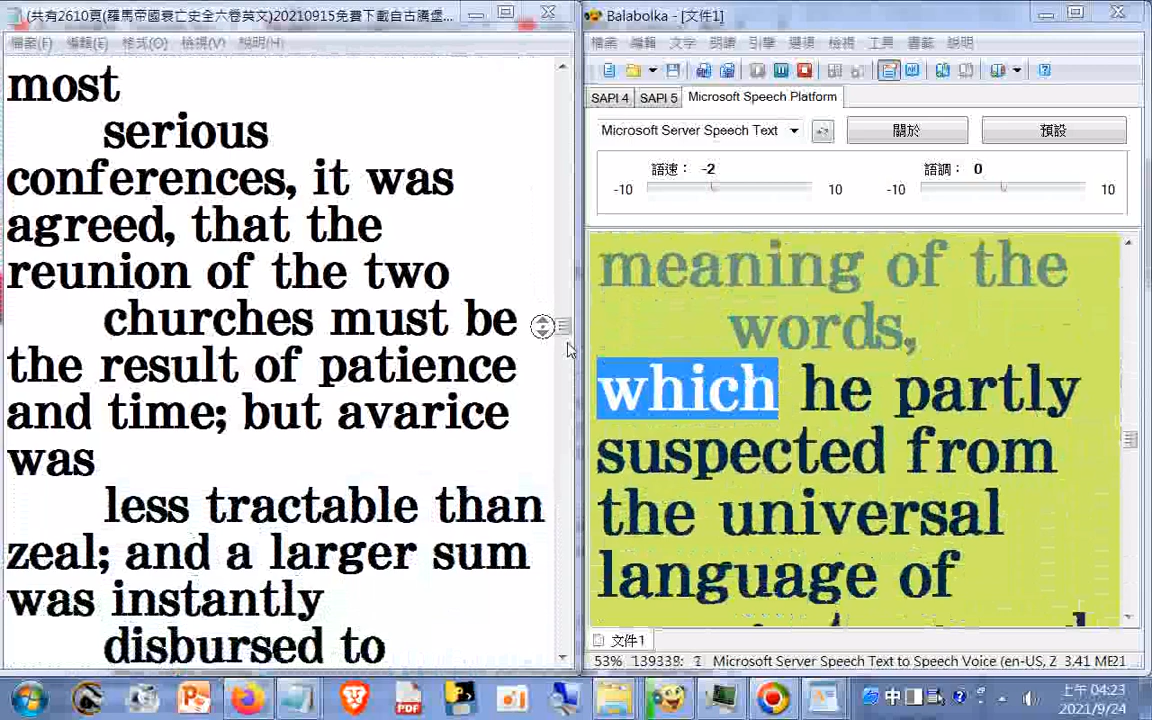 (共有2610頁(羅馬帝國衰亡史全六卷英文)20210915免費下載自古騰堡...
檔案(F) 編輯(E) 格式(O) 檢視(V) 說明(H)
most
serious
conferences, it was
agreed, that the
reunion of the two
churches must be
the result of patience
and time; but avarice
was
less tractable than
zeal; and a larger sum
was instantly
disbursed to
Balabolka - [文件1]
檔案 編輯 文字 朗讀 引擎 選項 檢視 工具 書籤 說明
SAPI 4 SAPI 5 Microsoft Speech Platform
Microsoft Server Speech Text 關於 預設
語速： -2 語調： 0
-10 10 -10 10
meaning of the
words,
which he partly
suspected from
the universal
language of
文件1
53% 139338: Microsoft Server Speech Text to Speech Voice (en-US, Z 3,41 ME21
PDF
中
上午 04:23
2021/9/24